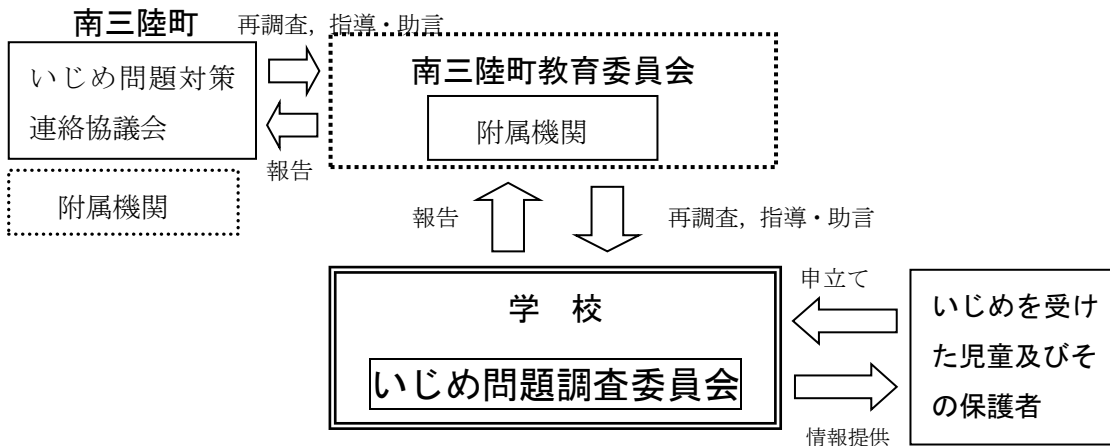 南三陸町
再調査，指導・助言
いじめ問題対策
連絡協議会
南三陸町教育委員会
附属機関
報告
附属機関
報告
再調査，指導・助言
学　校
いじめ問題調査委員会
申立て
いじめを受け
た児童及びそ
の保護者
情報提供